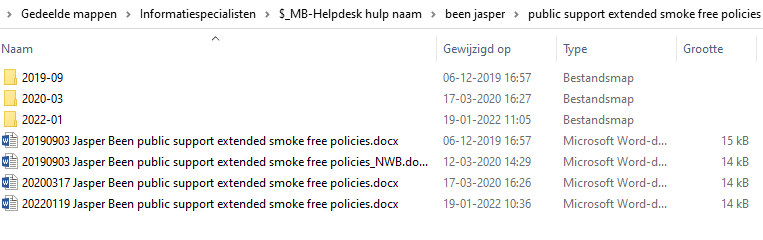 Gedeelde mappen > Informatiespecialisten > $_MB-Helpdesk hulp naam > been jasper > public support extended smoke free policies
Naam Gewijzigd op Type Grootte
2019-09 06-12-2019 16:57 Bestandsmap
2020-03 17-03-2020 16:27 Bestandsmap
2022-01 19-01-2022 11:05 Bestandsmap
20190903 Jasper Been public support extended smoke free policies.docx 06-12-2019 16:57 Microsoft Word-d... 15 kB
20190903 Jasper Been public support extended smoke free policies_NWB.do... 12-03-2020 14:29 Microsoft Word-d... 14 kB
20200317 Jasper Been public support extended smoke free policies.docx 17-03-2020 16:26 Microsoft Word-d... 14 kB
20220119 Jasper Been public support extended smoke free policies.docx 19-01-2022 10:36 Microsoft Word-d... 14 kB